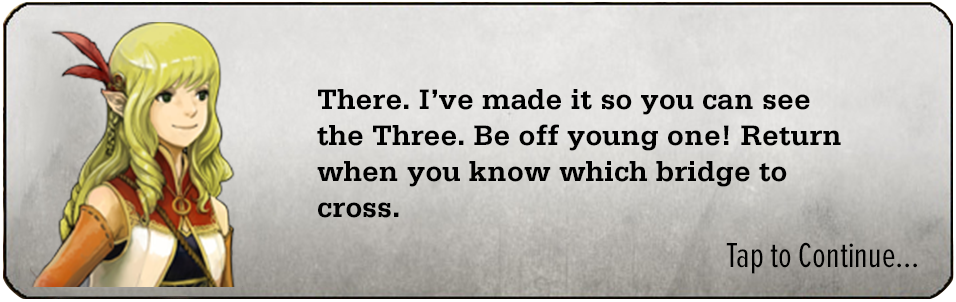 There. I’ve made it so you can see
the Three. Be off young one! Return
when you know which bridge to
cross.
Tap to Continue...